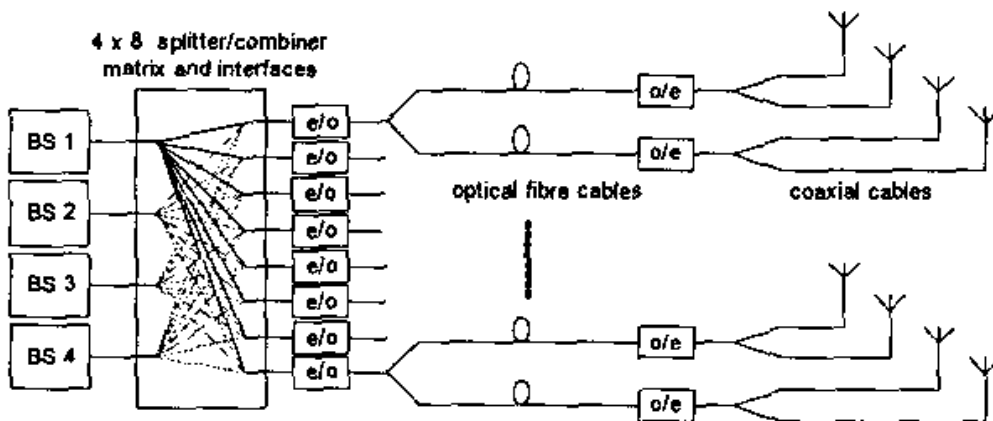 4 x 8 splitter/combiner
matrix and interfaces
BS 1
BS 2
BS 3
BS 4
e/o
e/o
e/o
e/o
e/o
e/o
e/o
e/o
o/e
o/e
optical fibre cables
coaxial cables
o/e
o/e